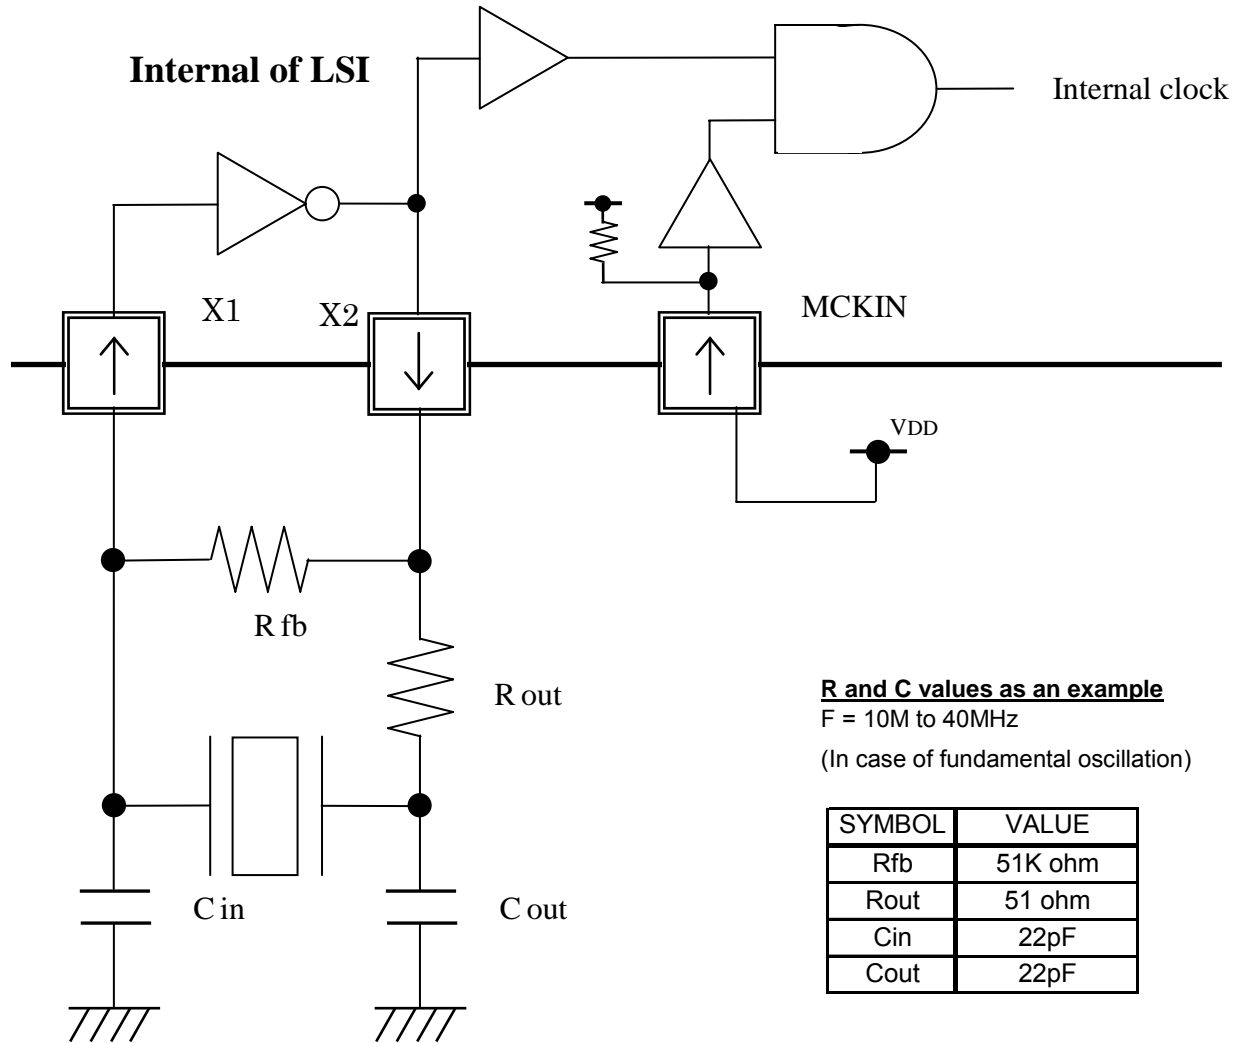 Internal of LSI
Internal clock
X1
X2
MCKIN
VDD
R fb
R out
C in
C out
R and C values as an example
F = 10M to 40MHz
(In case of fundamental oscillation)
SYMBOL VALUE
Rfb 51K ohm
Rout 51 ohm
Cin 22pF
Cout 22pF